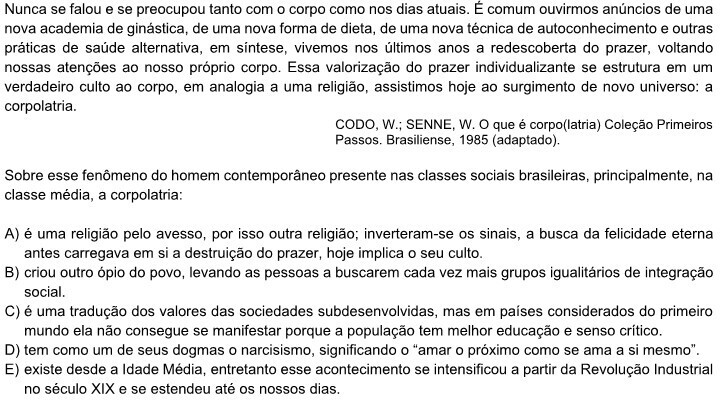 Nunca se falou e se preocupou tanto com o corpo como nos dias atuais. É comum ouvirmos anúncios de uma
nova academia de ginástica, de uma nova forma de dieta, de uma nova técnica de autoconhecimento e outras
práticas de saúde alternativa, em síntese, vivemos nos últimos anos a redescoberta do prazer, voltando
nossas atenções ao nosso próprio corpo. Essa valorização do prazer individualizante se estrutura em um
verdadeiro culto ao corpo, em analogia a uma religião, assistimos hoje ao surgimento de novo universo: a
corpolatria.
CODO, W.; SENNE, W. O que é corpo(latria) Coleção Primeiros
Passos. Brasiliense, 1985 (adaptado).
Sobre esse fenômeno do homem contemporâneo presente nas classes sociais brasileiras, principalmente, na
classe média, a corpolatria:
A) é uma religião pelo avesso, por isso outra religião; inverteram-se os sinais, a busca da felicidade eterna
antes carregava em si a destruição do prazer, hoje implica o seu culto.
B) criou outro ópio do povo, levando as pessoas a buscarem cada vez mais grupos igualitários de integração
social.
C) é uma tradução dos valores das sociedades subdesenvolvidas, mas em países considerados do primeiro
mundo ela não consegue se manifestar porque a população tem melhor educação e senso crítico.
D) tem como um de seus dogmas o narcisismo, significando o “amar o próximo como se ama a si mesmo”.
E) existe desde a Idade Média, entretanto esse acontecimento se intensificou a partir da Revolução Industrial
no século XIX e se estendeu até os nossos dias.